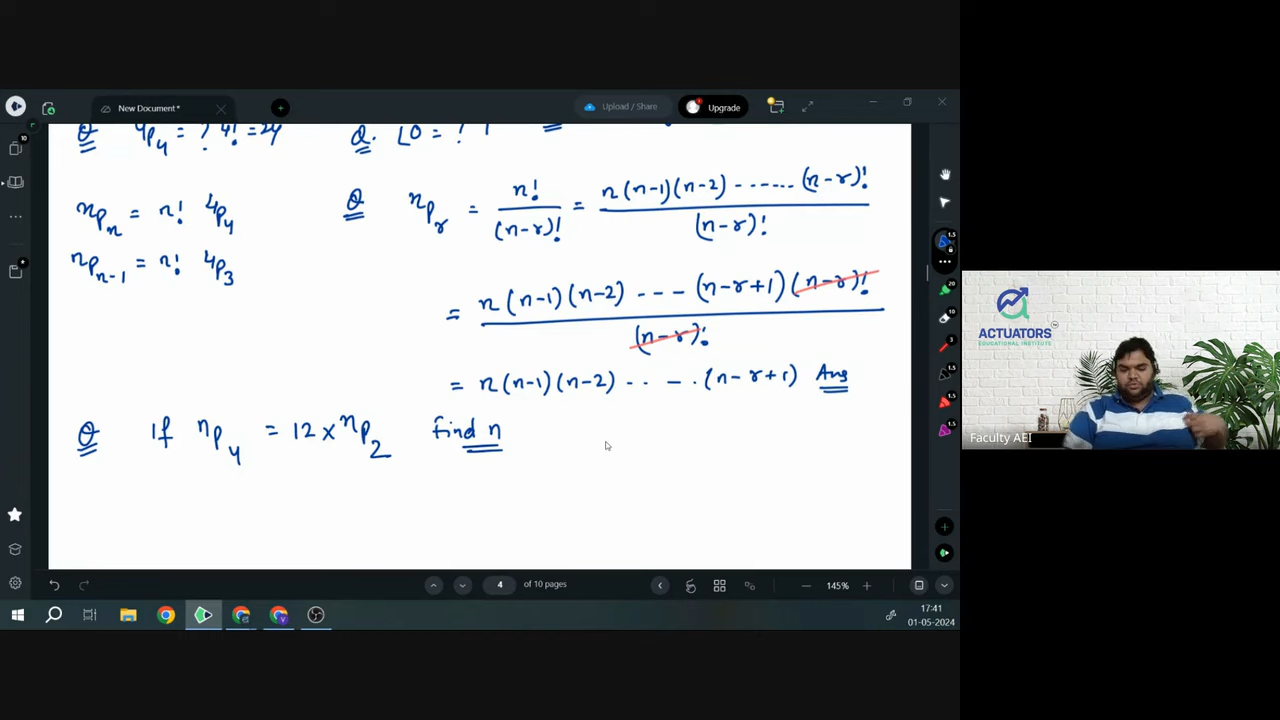 New Document*
Upload / Share
Upgrade
Q 4P4 = ? 4! = 24 Q. ⌊0 = ? 1
nPn = n! 4P4
nPn-1 = n! 4P3
Q nPr = n! / (n-r)! = n(n-1)(n-2) ------ (n-r)! / (n-r)!
= n(n-1)(n-2) --- (n-r+1)(n-r)! / (n-r)!
= n(n-1)(n-2) .. -. (n-r+1) Ans
Q If nP4 = 12 x nP2 find n
4 of 10 pages
145%
17:41
01-05-2024
ACTUATORS
EDUCATIONAL INSTITUTE
Faculty AEI